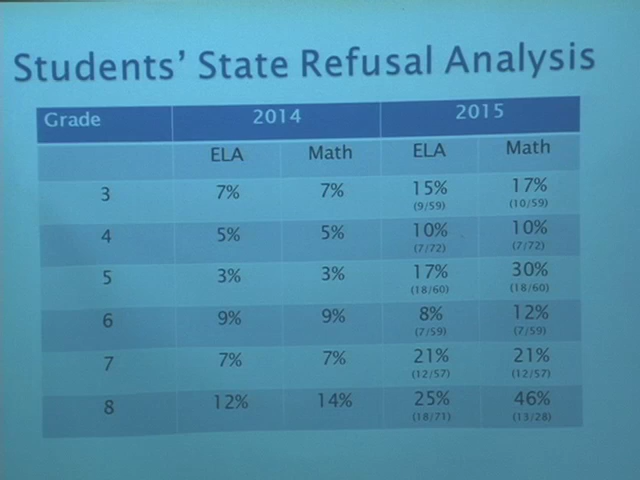 Students' State Refusal Analysis
Grade 2014 2015
ELA Math ELA Math
3 7% 7% 15% 17%
(9/59) (10/59)
4 5% 5% 10% 10%
(7/72) (7/72)
5 3% 3% 17% 30%
(18/60) (18/60)
6 9% 9% 8% 12%
(7/59) (7/59)
7 7% 7% 21% 21%
(12/57) (12/57)
8 12% 14% 25% 46%
(18/71) (13/28)